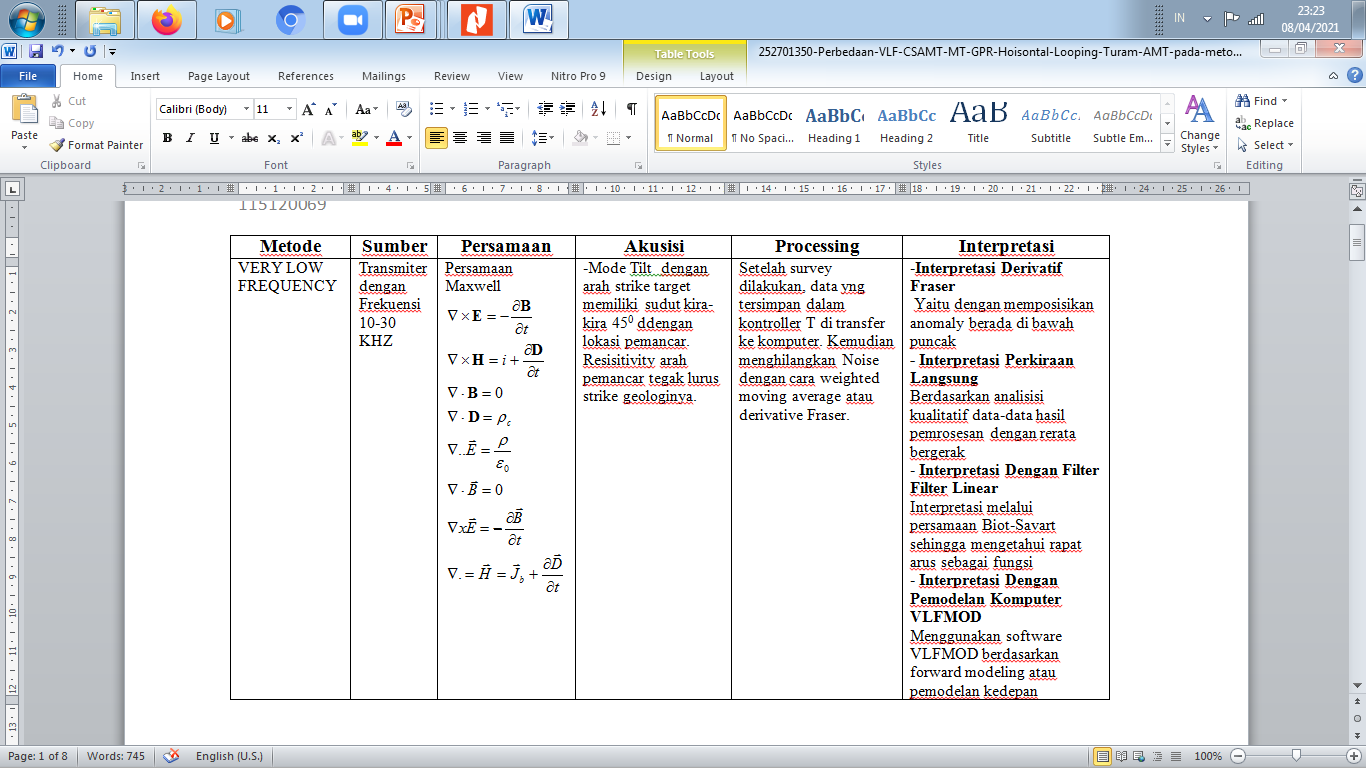 IN
23:23
08/04/2021
252701350-Perbedaan-VLF-CSAMT-MT-GPR-Hoisontal-Looping-Turam-AMT-pada-meto...
Table Tools
File Home Insert Page Layout References Mailings Review View Nitro Pro 9 Design Layout
Paste
Cut
Copy
Format Painter
Clipboard
Calibri (Body) 11
B I U abc x₂ x²
Font
Paragraph
AaBbCcDc AaBbCcDc AaBbCc AaBbCc AaB AaBbCc. AaBbCcDc
¶ Normal ¶ No Spaci... Heading 1 Heading 2 Title Subtitle Subtle Em...
Change
Styles
Styles
Find
Replace
Select
Editing
115120069
Metode Sumber Persamaan Akusisi Processing Interpretasi
VERY LOW
FREQUENCY
Transmiter
dengan
Frekuensi
10-30
KHZ
Persamaan
Maxwell
∇ × E = −∂B/∂t
∇ × H = i + ∂D/∂t
∇ · B = 0
∇ · D = ρc
∇..E⃗ = ρ/ε₀
∇ · B⃗ = 0
∇xE⃗ = −∂B⃗/∂t
∇. = H⃗ = J⃗b + ∂D⃗/∂t
-Mode Tilt dengan
arah strike target
memiliki sudut kira-
kira 45⁰ ddengan
lokasi pemancar.
Resisitivity arah
pemancar tegak lurus
strike geologinya.
Setelah survey
dilakukan, data yng
tersimpan dalam
kontroller T di transfer
ke komputer. Kemudian
menghilangkan Noise
dengan cara weighted
moving average atau
derivative Fraser.
-Interpretasi Derivatif
Fraser
Yaitu dengan memposisikan
anomaly berada di bawah
puncak
- Interpretasi Perkiraan
Langsung
Berdasarkan analisisi
kualitatif data-data hasil
pemrosesan dengan rerata
bergerak
- Interpretasi Dengan Filter
Filter Linear
Interpretasi melalui
persamaan Biot-Savart
sehingga mengetahui rapat
arus sebagai fungsi
- Interpretasi Dengan
Pemodelan Komputer
VLFMOD
Menggunakan software
VLFMOD berdasarkan
forward modeling atau
pemodelan kedepan
Page: 1 of 8 Words: 745 English (U.S.) 100%